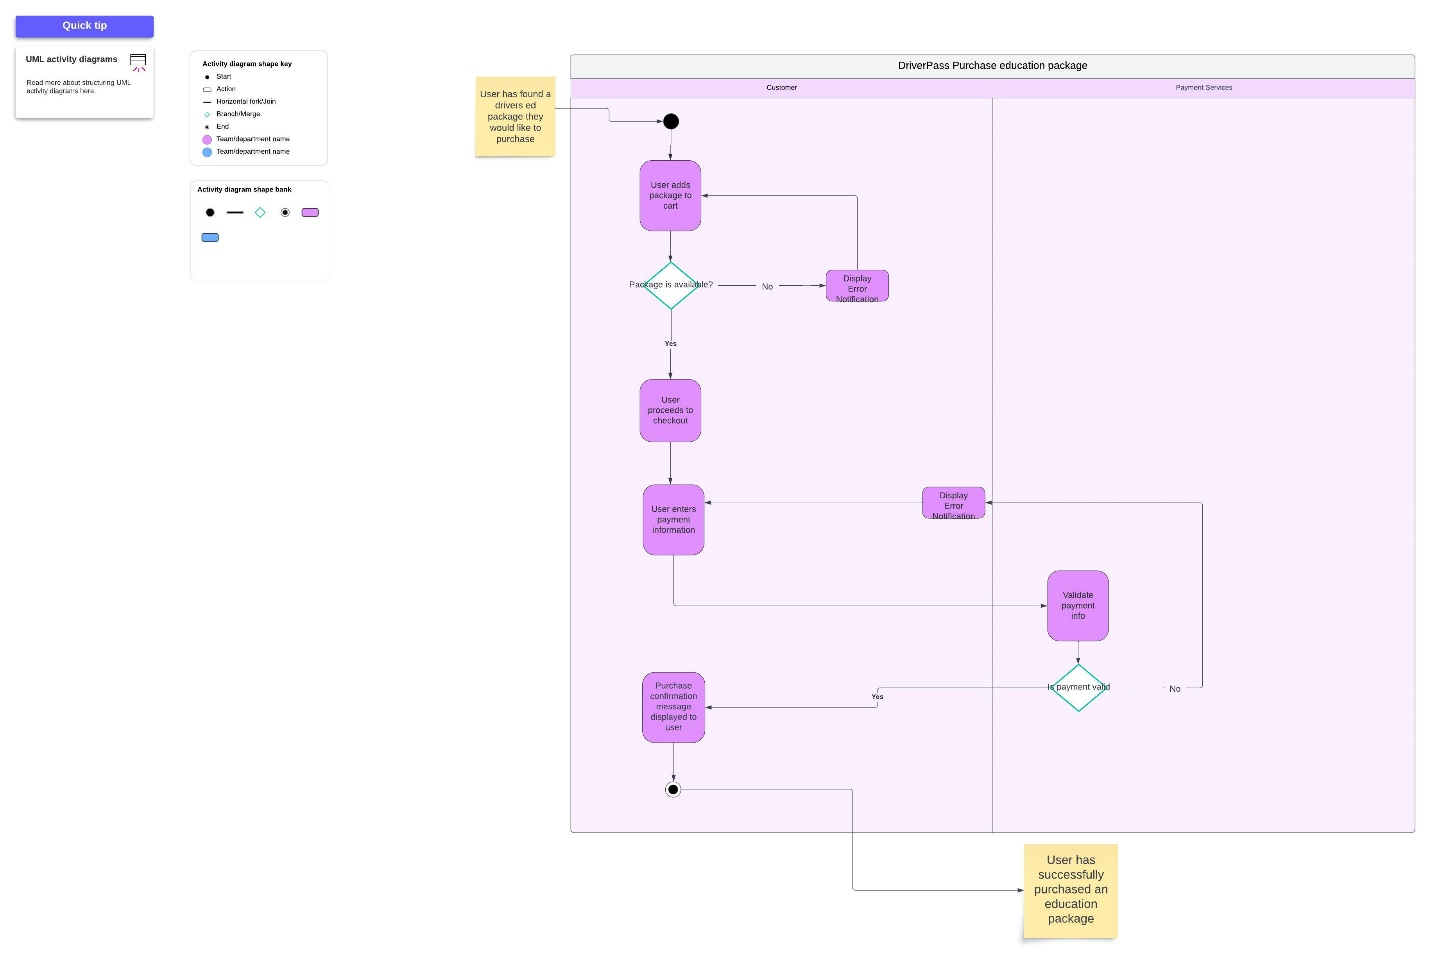 Quick tip
UML activity diagrams
Read more about structuring UML
activity diagrams here.
Activity diagram shape key
Start
Action
Horizontal fork/Join
Branch/Merge
End
Team/department name
Team/department name
Activity diagram shape bank
DriverPass Purchase education package
Customer
Payment Services
User has found a
drivers ed
package they
would like to
purchase
User adds
package to
cart
Package is available?
No
Display
Error
Notification
Yes
User
proceeds to
checkout
User enters
payment
information
Display
Error
Notification
Validate
payment
info
Is payment valid
No
Yes
Purchase
confirmation
message
displayed to
user
User has
successfully
purchased an
education
package